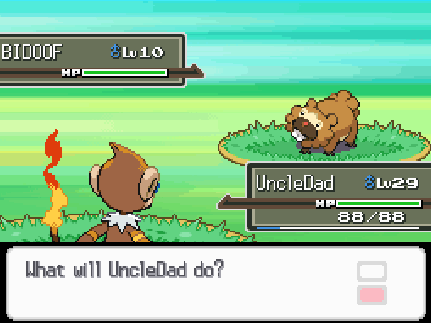 BIDOOF ♂Lv10
HP
UncleDad ♂Lv29
HP
88/88
What will UncleDad do?